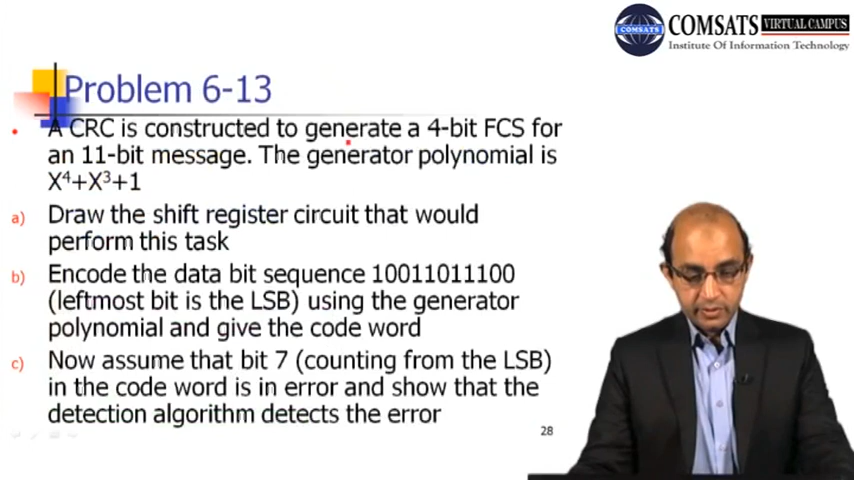 COMSATS
COMSATS VIRTUAL CAMPUS
Institute Of Information Technology
Problem 6-13
• A CRC is constructed to generate a 4-bit FCS for
an 11-bit message. The generator polynomial is
X⁴+X³+1
a) Draw the shift register circuit that would
perform this task
b) Encode the data bit sequence 10011011100
(leftmost bit is the LSB) using the generator
polynomial and give the code word
c) Now assume that bit 7 (counting from the LSB)
in the code word is in error and show that the
detection algorithm detects the error
28